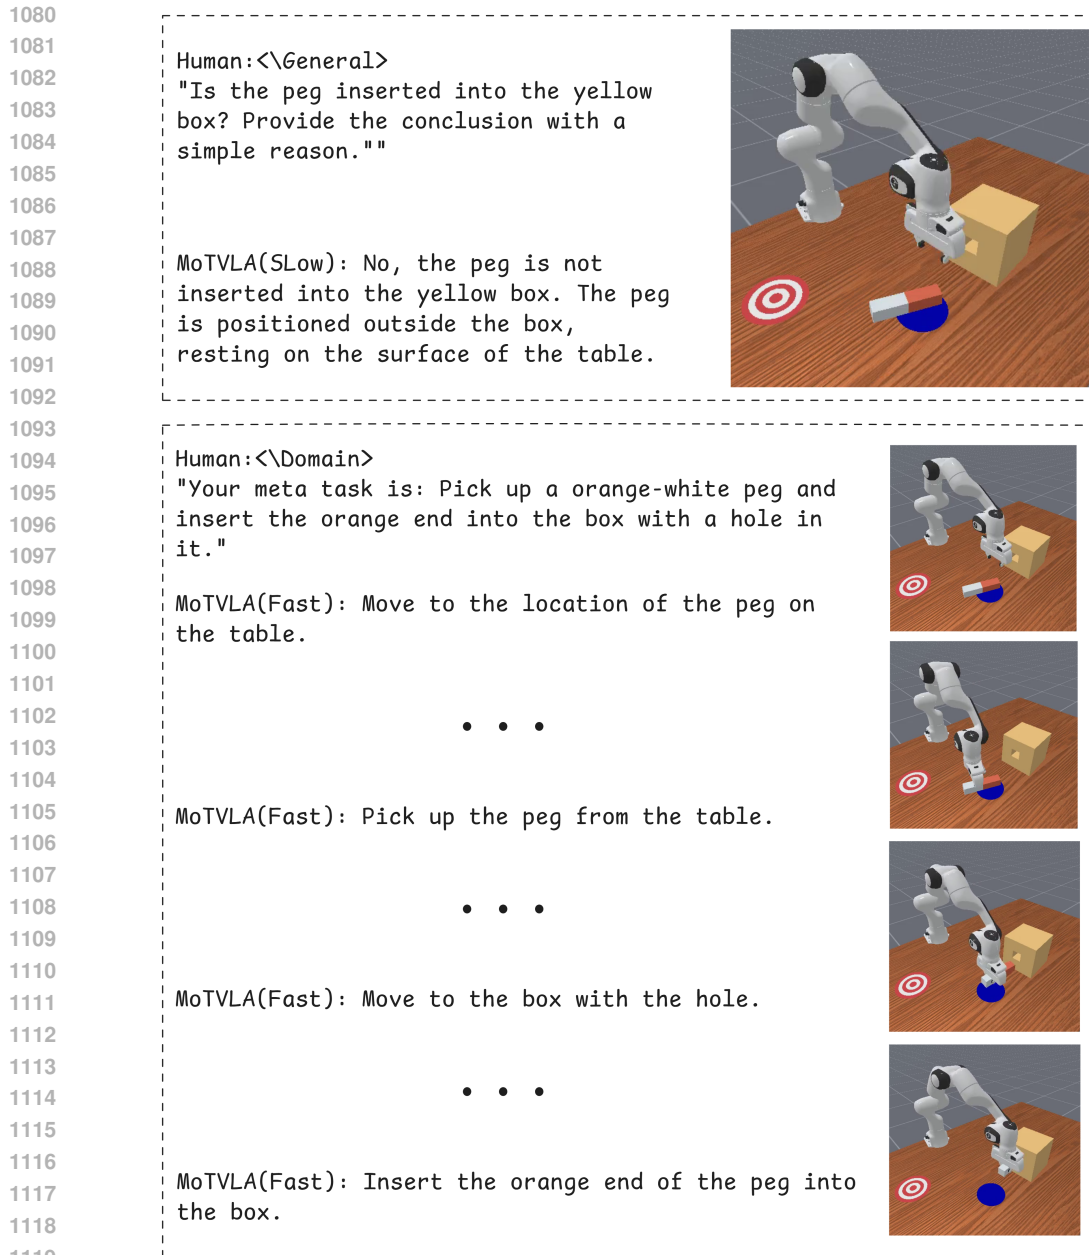 1080
1081
1082
1083
1084
1085
1086
1087
1088
1089
1090
1091
1092
1093
1094
1095
1096
1097
1098
1099
1100
1101
1102
1103
1104
1105
1106
1107
1108
1109
1110
1111
1112
1113
1114
1115
1116
1117
1118
Human:<\General>
"Is the peg inserted into the yellow
box? Provide the conclusion with a
simple reason.""
MoTVLA(SLow): No, the peg is not
inserted into the yellow box. The peg
is positioned outside the box,
resting on the surface of the table.
Human:<\Domain>
"Your meta task is: Pick up a orange-white peg and
insert the orange end into the box with a hole in
it."
MoTVLA(Fast): Move to the location of the peg on
the table.
• • •
MoTVLA(Fast): Pick up the peg from the table.
• • •
MoTVLA(Fast): Move to the box with the hole.
• • •
MoTVLA(Fast): Insert the orange end of the peg into
the box.